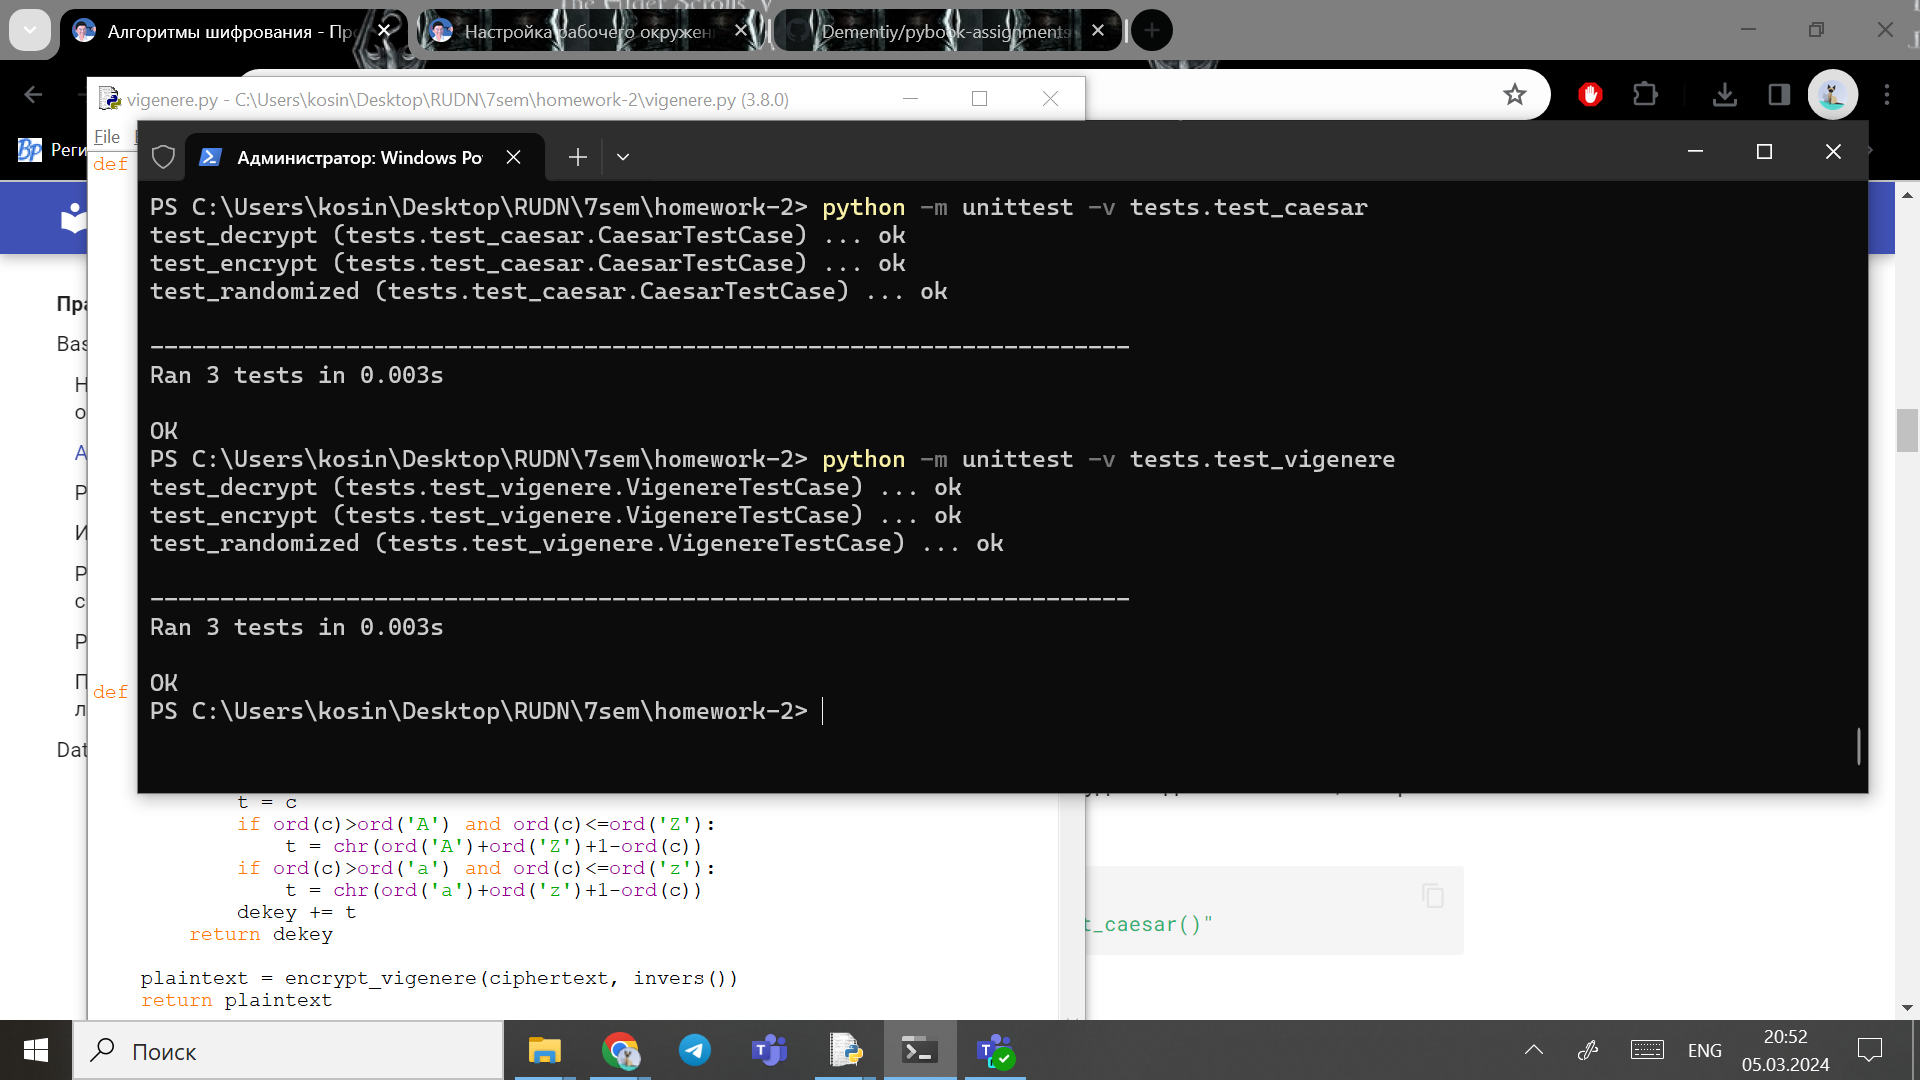 The Elder Scrolls V
Алгоритмы шифрования - Пр
Настройка рабочего окружен
Dementiy/pybook-assignments
vigenere.py - C:\Users\kosin\Desktop\RUDN\7sem\homework-2\vigenere.py (3.8.0)
File
Реги
def
Администратор: Windows Po
PS C:\Users\kosin\Desktop\RUDN\7sem\homework-2> python -m unittest -v tests.test_caesar
test_decrypt (tests.test_caesar.CaesarTestCase) ... ok
test_encrypt (tests.test_caesar.CaesarTestCase) ... ok
test_randomized (tests.test_caesar.CaesarTestCase) ... ok
----------------------------------------------------------------------
Ran 3 tests in 0.003s
OK
PS C:\Users\kosin\Desktop\RUDN\7sem\homework-2> python -m unittest -v tests.test_vigenere
test_decrypt (tests.test_vigenere.VigenereTestCase) ... ok
test_encrypt (tests.test_vigenere.VigenereTestCase) ... ok
test_randomized (tests.test_vigenere.VigenereTestCase) ... ok
----------------------------------------------------------------------
Ran 3 tests in 0.003s
OK
PS C:\Users\kosin\Desktop\RUDN\7sem\homework-2>
Пра
Bas
Н
о
А
Р
И
Р
с
Р
П
л
Dat
def
t = c
if ord(c)>ord('A') and ord(c)<=ord('Z'):
t = chr(ord('A')+ord('Z')+1-ord(c))
if ord(c)>ord('a') and ord(c)<=ord('z'):
t = chr(ord('a')+ord('z')+1-ord(c))
dekey += t
return dekey
plaintext = encrypt_vigenere(ciphertext, invers())
return plaintext
t_caesar()"
Поиск
ENG
20:52
05.03.2024